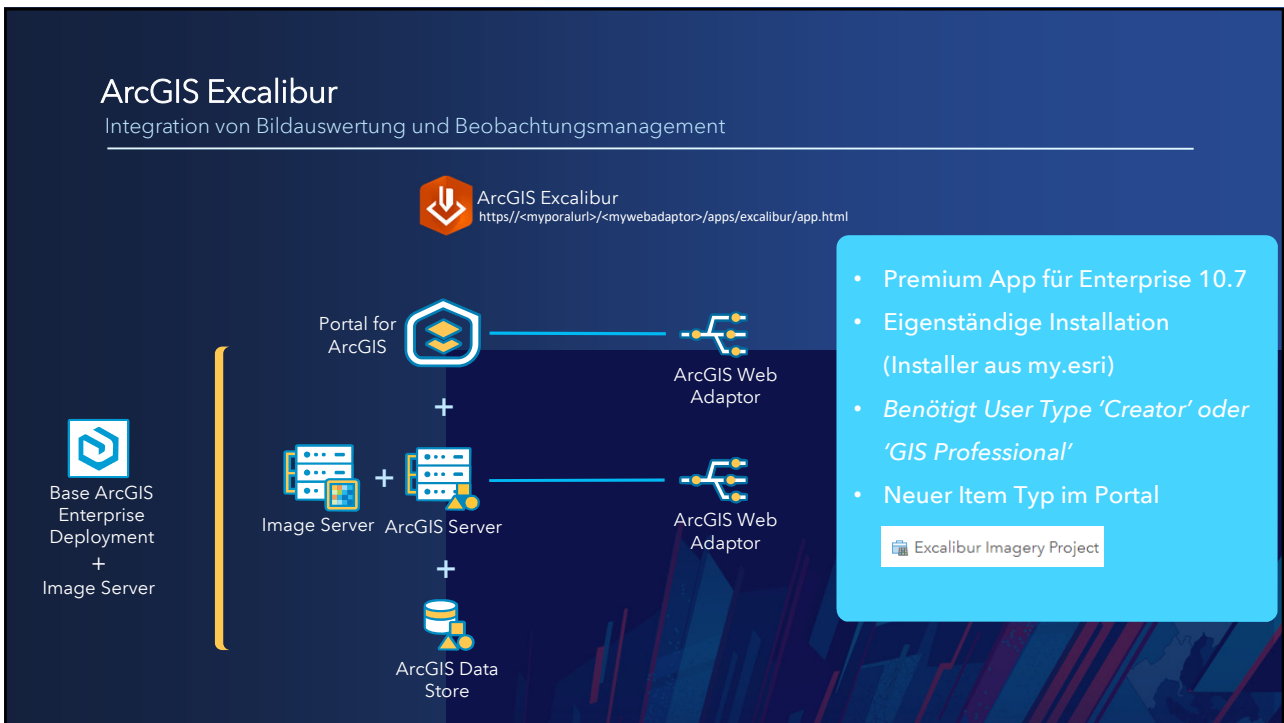 ArcGIS Excalibur
Integration von Bildauswertung und Beobachtungsmanagement
ArcGIS Excalibur
https//<myporalurl>/<mywebadaptor>/apps/excalibur/app.html
Portal for
ArcGIS
ArcGIS Web
Adaptor
+
Base ArcGIS
Enterprise
Deployment
+
Image Server
Image Server
+
ArcGIS Server
ArcGIS Web
Adaptor
+
ArcGIS Data
Store
• Premium App für Enterprise 10.7
• Eigenständige Installation
(Installer aus my.esri)
• Benötigt User Type ‘Creator’ oder
‘GIS Professional’
• Neuer Item Typ im Portal
Excalibur Imagery Project